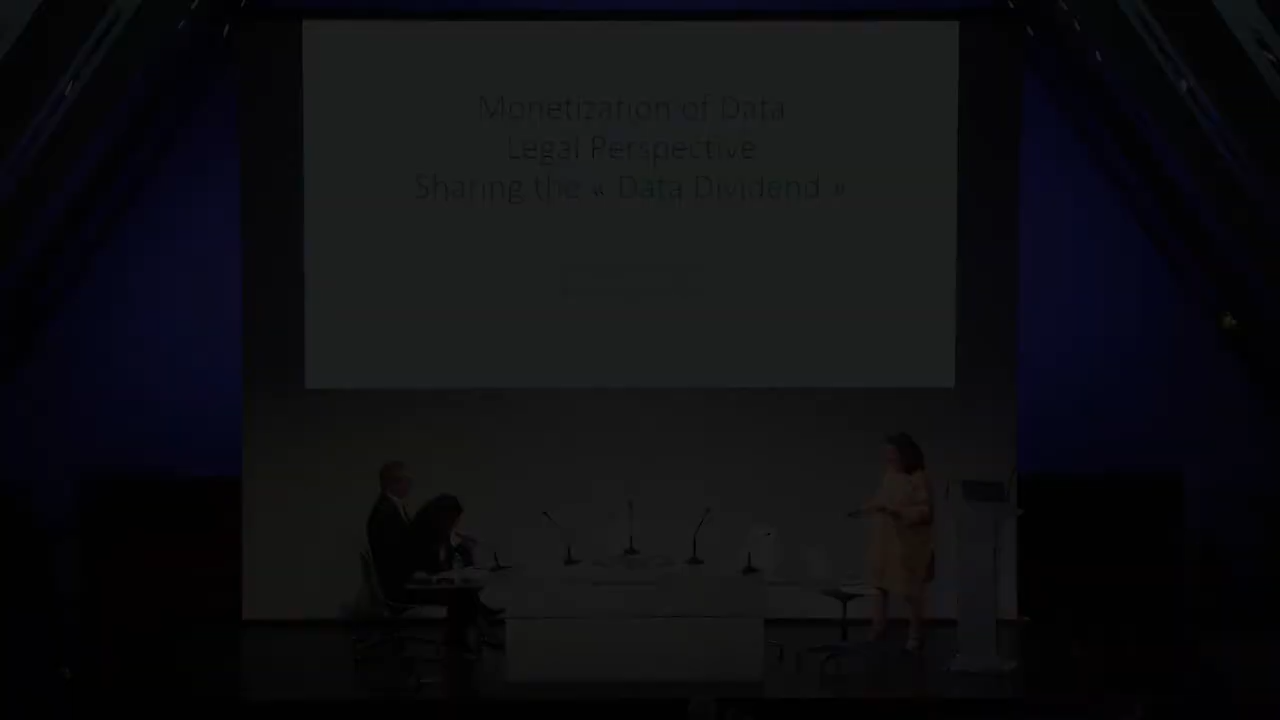 Monetization of Data
Legal Perspective
Sharing the « Data Dividend »